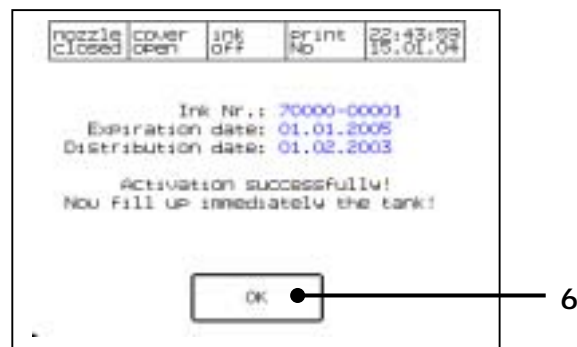 nozzle cover ink print 22:43:59
closed open off No 15.01.04
Ink Nr.: 70000-00001
Expiration date: 01.01.2005
Distribution date: 01.02.2003
Activation successfully!
Now fill up immediately the tank!
OK
6